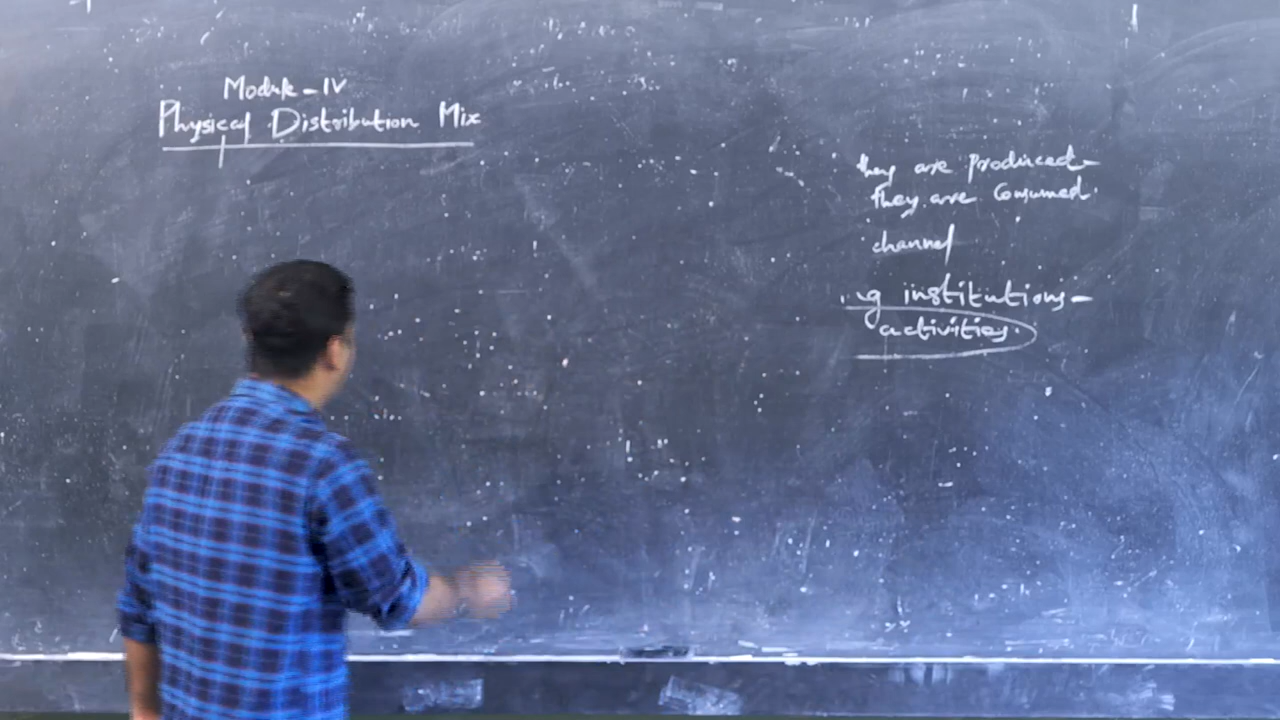 Module - IV
Physical Distribution Mix
they are produced
they are consumed.
channel
institutions -
activities.